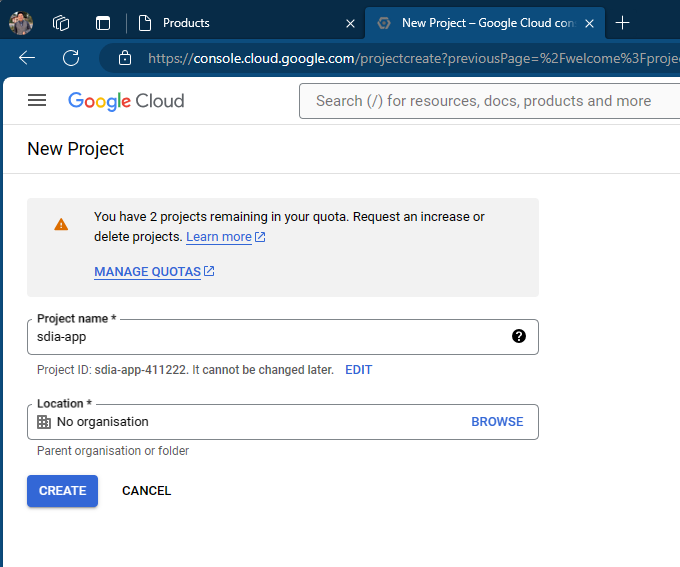 Products
New Project – Google Cloud con
https://console.cloud.google.com/projectcreate?previousPage=%2Fwelcome%3Fproje
Google Cloud
Search (/) for resources, docs, products and more
New Project
You have 2 projects remaining in your quota. Request an increase or
delete projects. Learn more
MANAGE QUOTAS
Project name *
sdia-app
Project ID: sdia-app-411222. It cannot be changed later. EDIT
Location *
No organisation BROWSE
Parent organisation or folder
CREATE CANCEL